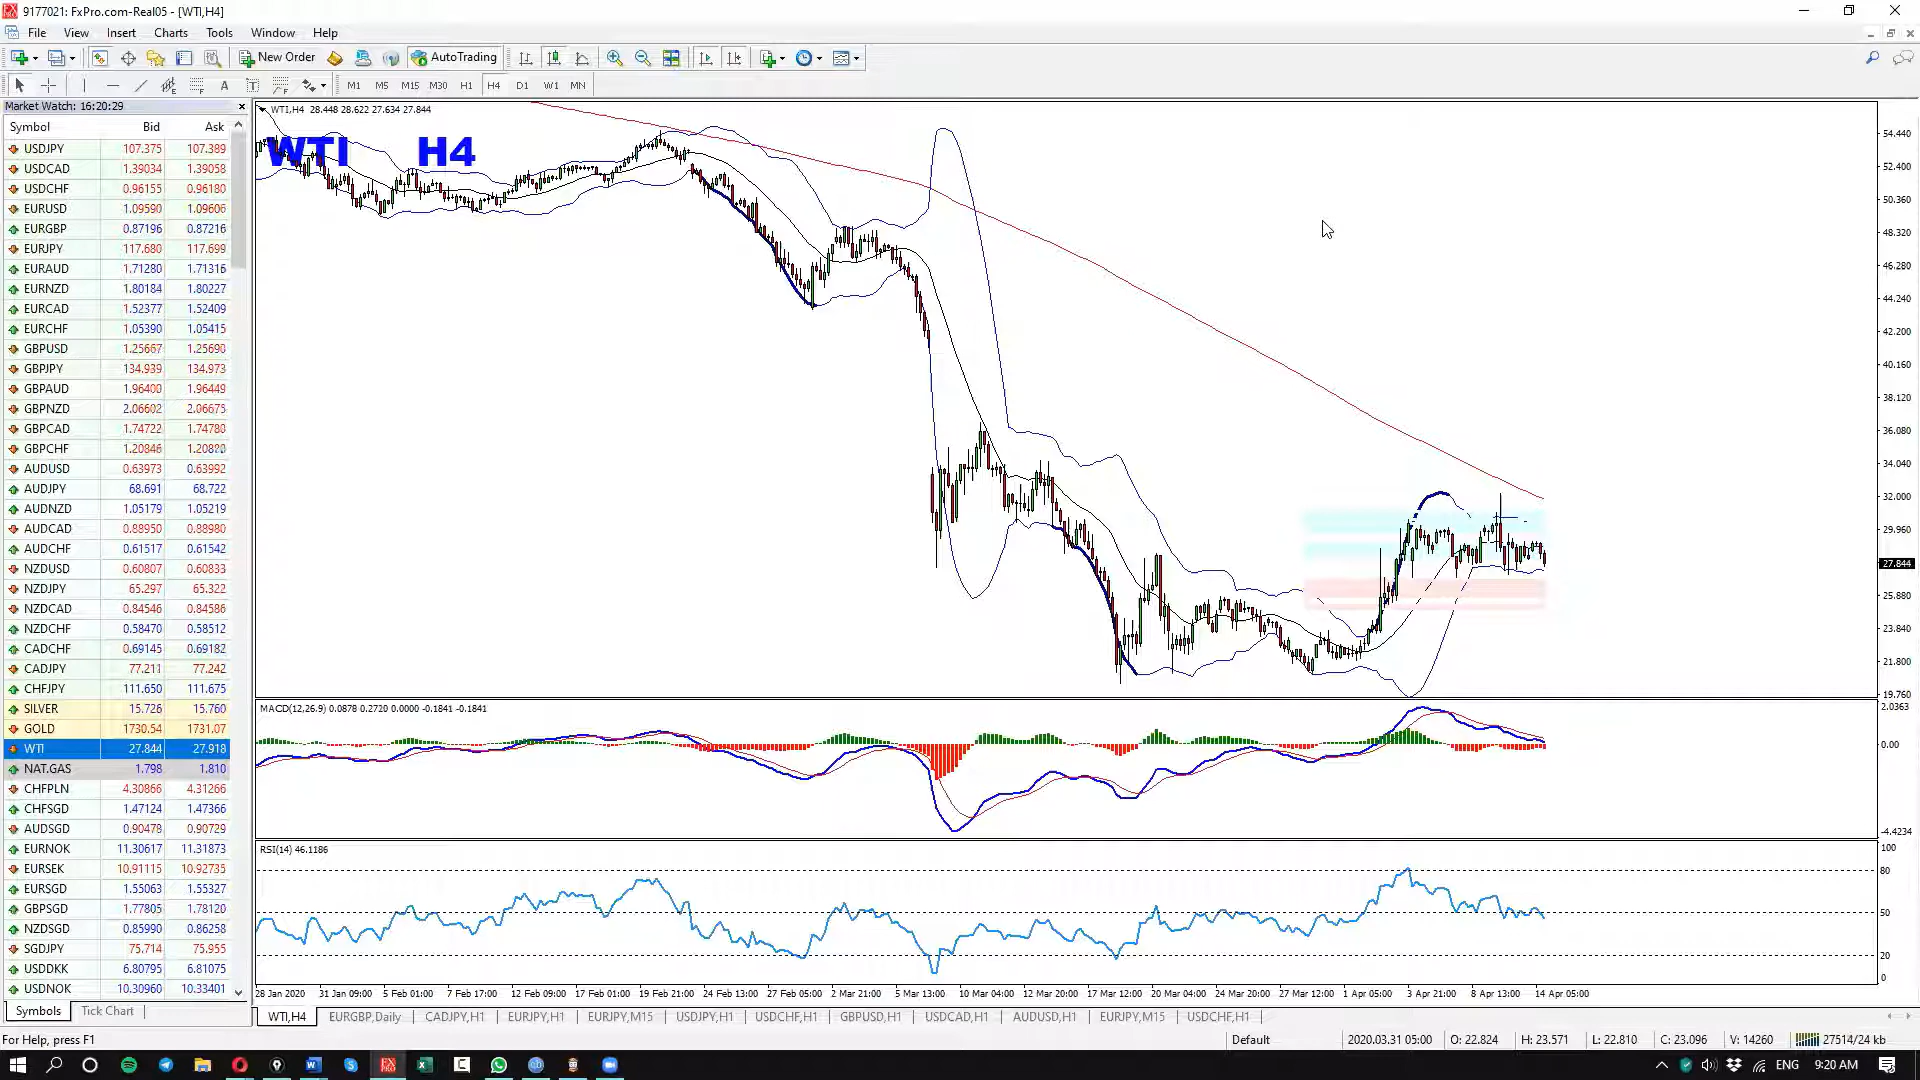 9177021: FxPro.com-Real05 - [WTI,H4]
File View Insert Charts Tools Window Help
New Order AutoTrading
A T M1 M5 M15 M30 H1 H4 D1 W1 MN
Market Watch: 16:20:29
Symbol Bid Ask
USDJPY 107.375 107.389
USDCAD 1.39034 1.39058
USDCHF 0.96155 0.96180
EURUSD 1.09590 1.09606
EURGBP 0.87196 0.87216
EURJPY 117.680 117.699
EURAUD 1.71280 1.71316
EURNZD 1.80184 1.80227
EURCAD 1.52377 1.52409
EURCHF 1.05390 1.05415
GBPUSD 1.25667 1.25690
GBPJPY 134.939 134.973
GBPAUD 1.96400 1.96449
GBPNZD 2.06602 2.06673
GBPCAD 1.74722 1.74780
GBPCHF 1.20846 1.20880
AUDUSD 0.63973 0.63992
AUDJPY 68.691 68.722
AUDNZD 1.05179 1.05219
AUDCAD 0.88950 0.88980
AUDCHF 0.61517 0.61542
NZDUSD 0.60807 0.60833
NZDJPY 65.297 65.322
NZDCAD 0.84546 0.84586
NZDCHF 0.58470 0.58512
CADCHF 0.69145 0.69182
CADJPY 77.211 77.242
CHFJPY 111.650 111.675
SILVER 15.726 15.760
GOLD 1730.54 1731.07
WTI 27.844 27.918
NAT.GAS 1.798 1.810
CHFPLN 4.30866 4.31266
CHFSGD 1.47124 1.47366
AUDSGD 0.90478 0.90729
EURNOK 11.30617 11.31873
EURSEK 10.91115 10.92735
EURSGD 1.55063 1.55327
GBPSGD 1.77805 1.78120
NZDSGD 0.85990 0.86258
SGDJPY 75.714 75.955
USDDKK 6.80795 6.81075
USDNOK 10.30960 10.33401
Symbols Tick Chart
WTI,H4 28.448 28.622 27.634 27.844
WTI H4
54.440
52.400
50.360
48.320
46.280
44.240
42.200
40.160
38.120
36.080
34.040
32.000
29.960
27.844
25.880
23.840
21.800
19.760
MACD(12,26.9) 0.0878 0.2720 0.0000 -0.1841 -0.1841
2.0363
0.00
-4.4234
RSI(14) 46.1186
100
80
50
20
0
28 Jan 2020 31 Jan 09:00 5 Feb 01:00 7 Feb 17:00 12 Feb 09:00 17 Feb 01:00 19 Feb 21:00 24 Feb 13:00 27 Feb 05:00 2 Mar 21:00 5 Mar 13:00 10 Mar 04:00 12 Mar 20:00 17 Mar 12:00 20 Mar 04:00 24 Mar 20:00 27 Mar 12:00 1 Apr 05:00 3 Apr 21:00 8 Apr 13:00 14 Apr 05:00
WTI,H4 EURGBP,Daily CADJPY,H1 EURJPY,H1 EURJPY,M15 USDJPY,H1 USDCHF,H1 GBPUSD,H1 USDCAD,H1 AUDUSD,H1 EURJPY,M15 USDCHF,H1
For Help, press F1 Default 2020.03.31 05:00 O: 22.824 H: 23.571 L: 22.810 C: 23.096 V: 14260 27514/24 kb
ENG 9:20 AM